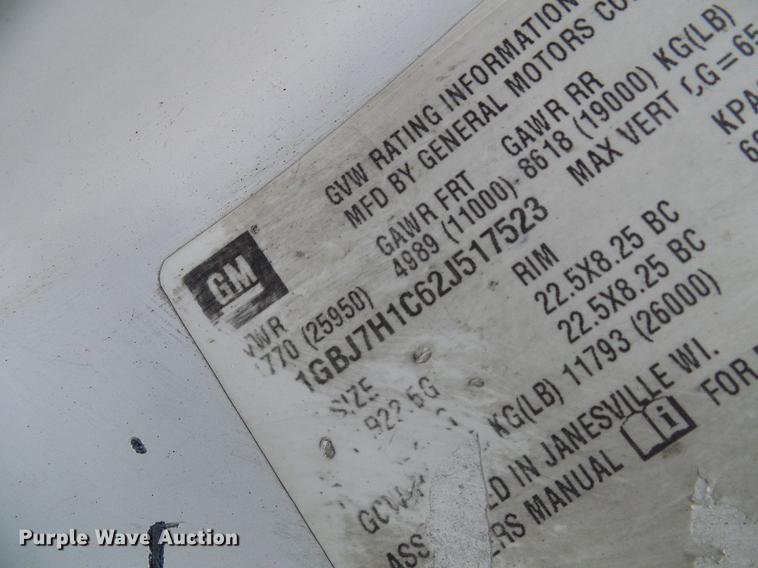 GVW RATING INFORMATION
MFD BY GENERAL MOTORS
GM
GAWR FRT GAWR RR
4989 (11000) 8618 (19000) KG(LB)
(25950)
1GBJ7H1C62J517523
MAX VERT
RIM
SIZE
22.5X8.25 BC
22.5X8.25 BC
KG(LB) 11793 (26000)
IN JANESVILLE WI.
MANUAL FOR
Purple Wave Auction